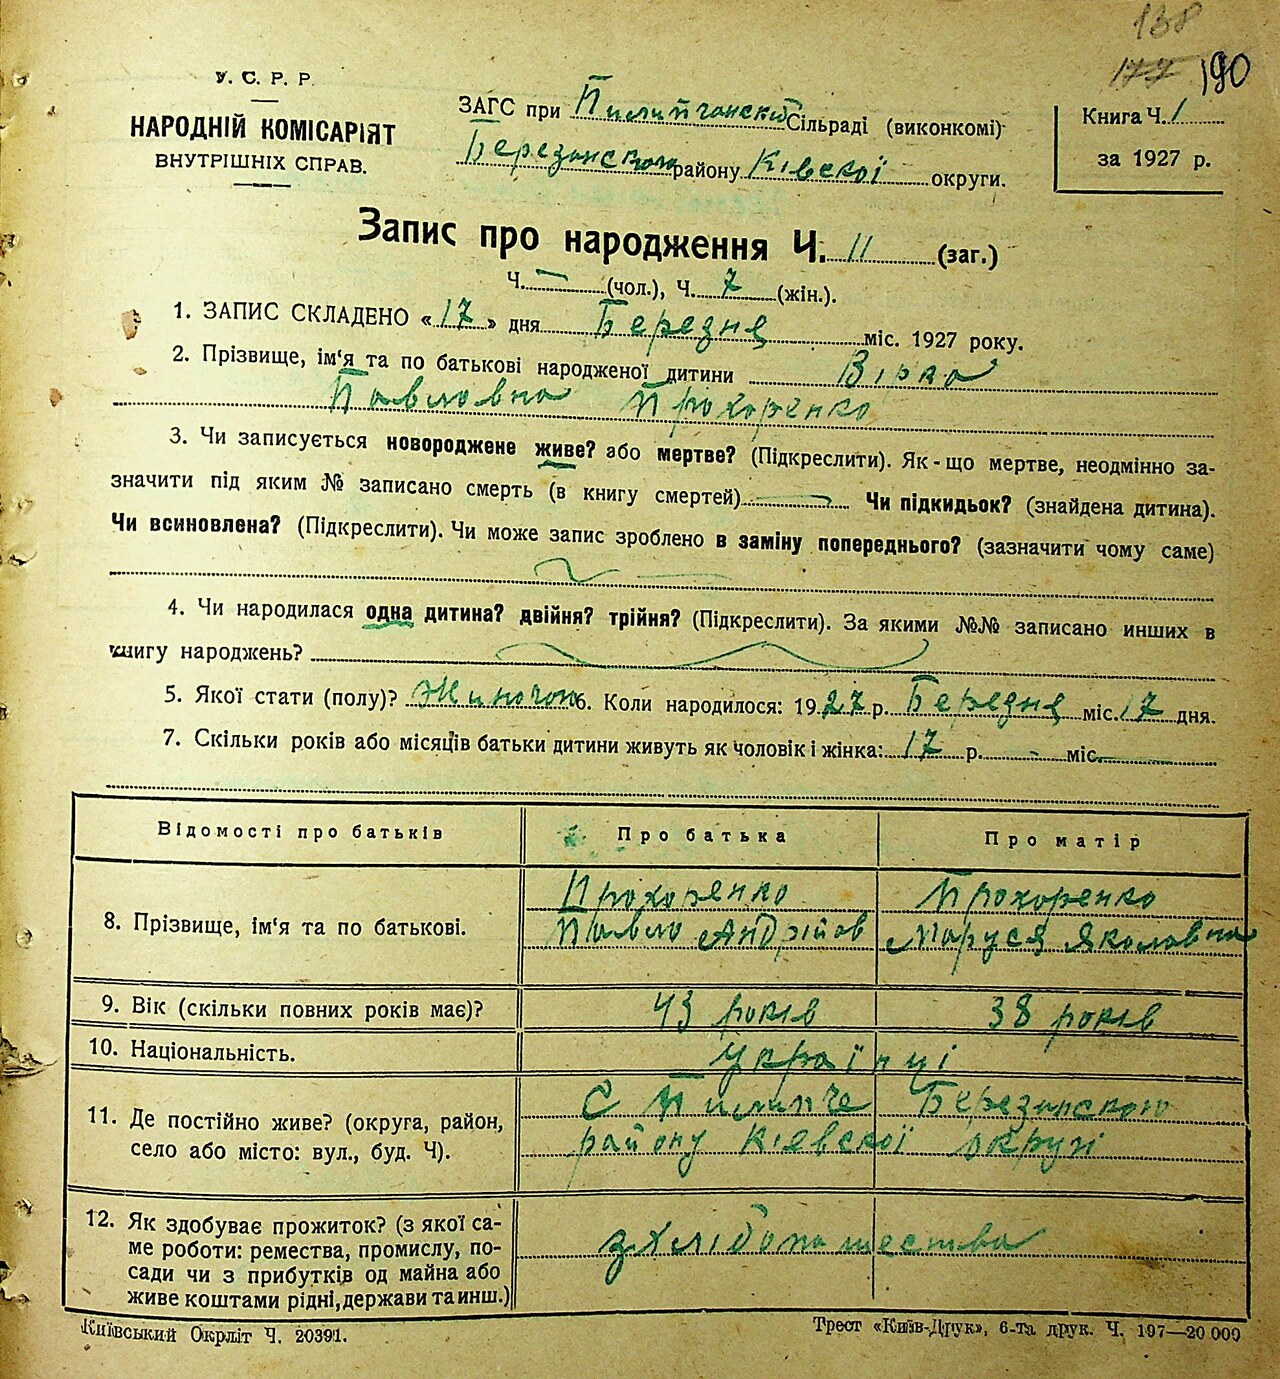 138
177 190
У. С. Р. Р.
НАРОДНІЙ КОМІСАРІЯТ
ВНУТРІШНІХ СПРАВ.
ЗАГС при Пилипчанскій Сільраді (виконкомі)
Березанського району Ківскої округи.
Книга Ч. 1
за 1927 р.
Запис про народження Ч. 11 (заг.)
Ч. — (чол.), Ч. 7 (жін.).
1. ЗАПИС СКЛАДЕНО «17» дня Березня міс. 1927 року.
2. Прізвище, ім'я та по батькові народженої дитини Вірка
Павловна Прохоренко
3. Чи записується новороджене живе? або мертве? (Підкреслити). Як-що мертве, неодмінно за-
значити під яким № записано смерть (в книгу смертей) — Чи підкидьок? (знайдена дитина).
Чи всиновлена? (Підкреслити). Чи може запис зроблено в заміну попереднього? (зазначити чому саме)
4. Чи народилася одна дитина? двійня? трійня? (Підкреслити). За якими №№ записано инших в
книгу народжень?
5. Якої стати (полу)? Жиночої 6. Коли народилося: 1927 р. Березня міс. 17 дня.
7. Скільки років або місяців батьки дитини живуть як чоловік і жінка: 17 р. - міс.
Відомості про батьків Про батька Про матір
8. Прізвище, ім'я та по батькові. Прохоренко Прохоренко
Павло Андрійов Маруся Яколовна
9. Вік (скільки повних років має)? 43 років 38 років
10. Національність. Українці
11. Де постійно живе? (округа, район, С Пилипче Березанского
село або місто: вул., буд. Ч). району Кієвскої округи
12. Як здобуває прожиток? (з якої са-
ме роботи: ремества, промислу, по- з хлібопашества
сади чи з прибутків од майна або
живе коштами рідні, держави та инш.)
Київський Окрліт Ч. 20391. Трест «Київ-Друк», 6-та друк. Ч. 197—20 000